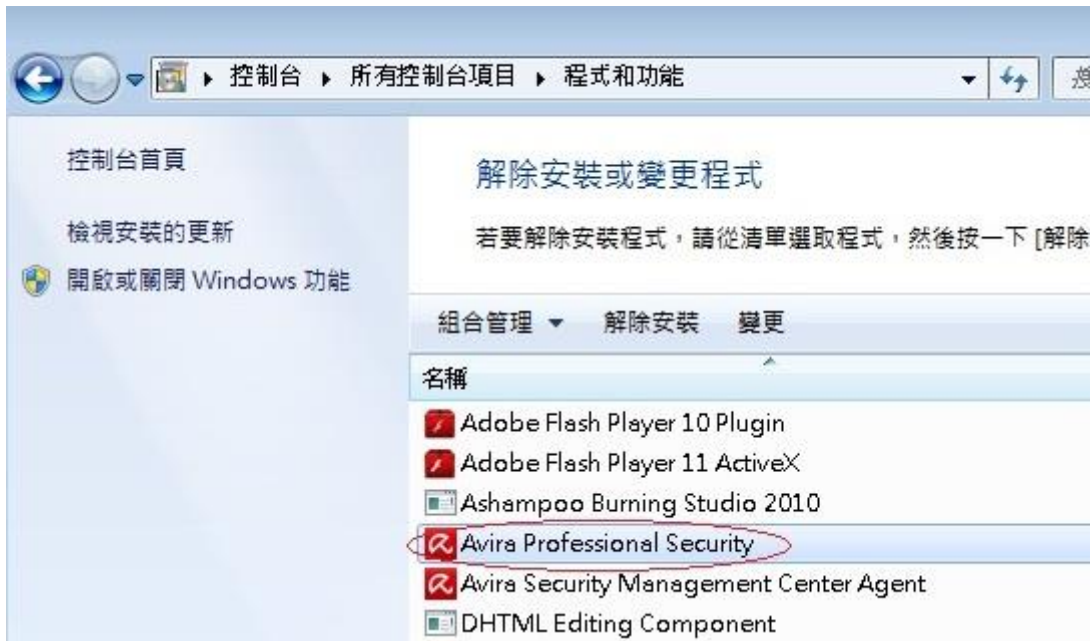 控制台 ▸ 所有控制台項目 ▸ 程式和功能
控制台首頁
檢視安裝的更新
開啟或關閉 Windows 功能
解除安裝或變更程式
若要解除安裝程式，請從清單選取程式，然後按一下 [解除
組合管理 解除安裝 變更
名稱
Adobe Flash Player 10 Plugin
Adobe Flash Player 11 ActiveX
Ashampoo Burning Studio 2010
Avira Professional Security
Avira Security Management Center Agent
DHTML Editing Component